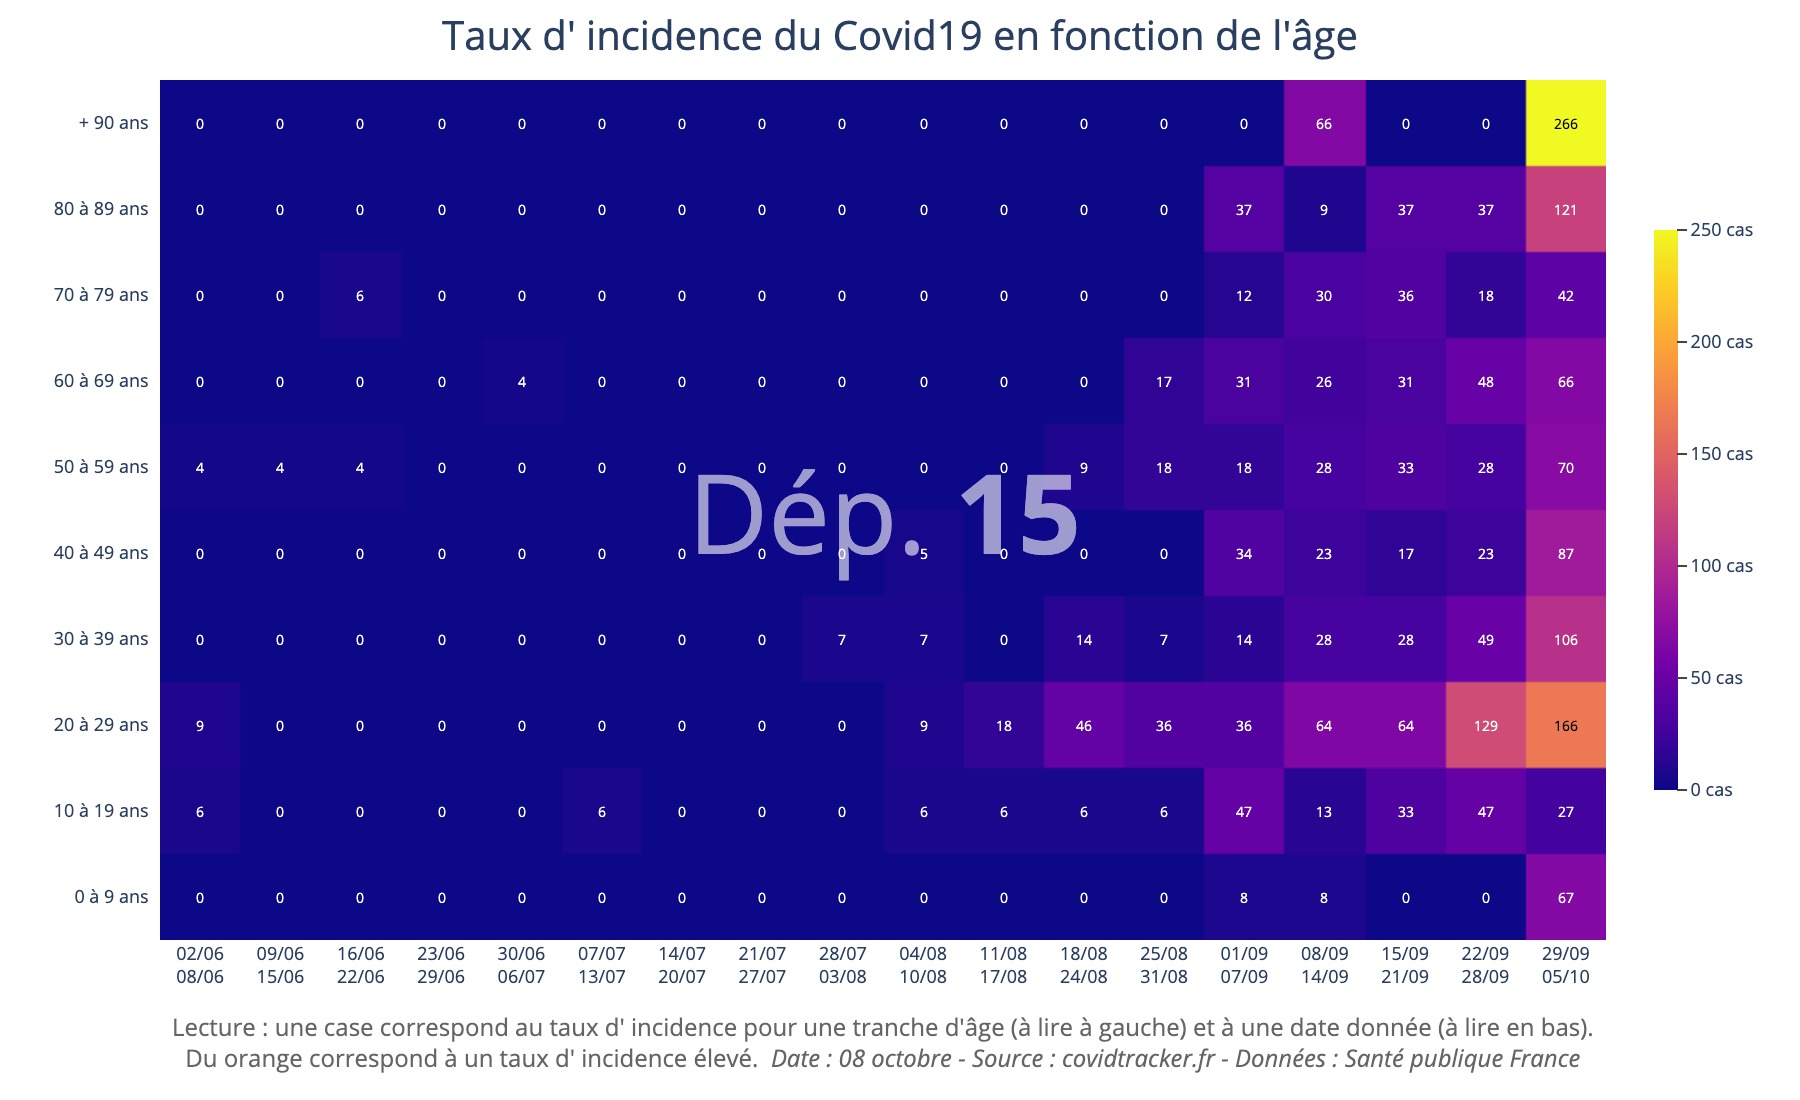 Taux d' incidence du Covid19 en fonction de l'âge
+ 90 ans 0 0 0 0 0 0 0 0 0 0 0 0 0 0 66 0 0 266
80 à 89 ans 0 0 0 0 0 0 0 0 0 0 0 0 0 37 9 37 37 121
70 à 79 ans 0 0 6 0 0 0 0 0 0 0 0 0 0 12 30 36 18 42
60 à 69 ans 0 0 0 0 4 0 0 0 0 0 0 0 17 31 26 31 48 66
50 à 59 ans 4 4 4 0 0 0 0 0 0 0 0 9 18 18 28 33 28 70
Dép. 15
40 à 49 ans 0 0 0 0 0 0 0 0 0 5 0 0 0 34 23 17 23 87
30 à 39 ans 0 0 0 0 0 0 0 0 7 7 0 14 7 14 28 28 49 106
20 à 29 ans 9 0 0 0 0 0 0 0 0 9 18 46 36 36 64 64 129 166
10 à 19 ans 6 0 0 0 0 6 0 0 0 6 6 6 6 47 13 33 47 27
0 à 9 ans 0 0 0 0 0 0 0 0 0 0 0 0 0 8 8 0 0 67
02/06 09/06 16/06 23/06 30/06 07/07 14/07 21/07 28/07 04/08 11/08 18/08 25/08 01/09 08/09 15/09 22/09 29/09
08/06 15/06 22/06 29/06 06/07 13/07 20/07 27/07 03/08 10/08 17/08 24/08 31/08 07/09 14/09 21/09 28/09 05/10
250 cas
200 cas
150 cas
100 cas
50 cas
0 cas
Lecture : une case correspond au taux d' incidence pour une tranche d'âge (à lire à gauche) et à une date donnée (à lire en bas).
Du orange correspond à un taux d' incidence élevé. Date : 08 octobre - Source : covidtracker.fr - Données : Santé publique France